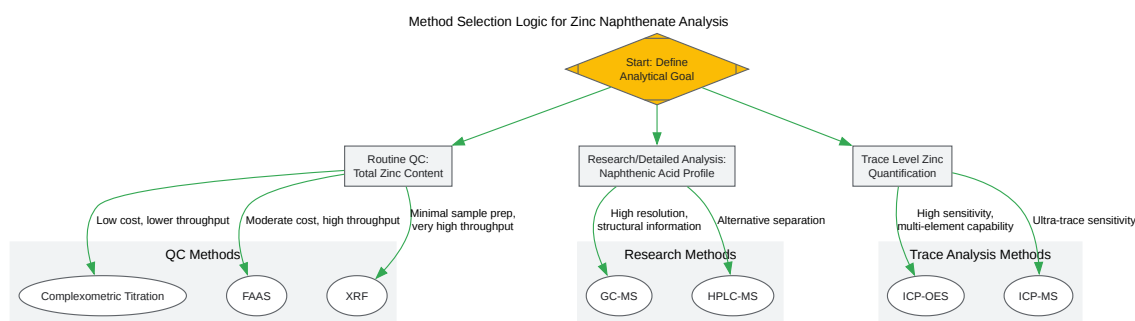 Method Selection Logic for Zinc Naphthenate Analysis
Start: Define
Analytical Goal
Routine QC:
Total Zinc Content
Research/Detailed Analysis:
Naphthenic Acid Profile
Trace Level Zinc
Quantification
Low cost, lower throughput
Moderate cost, high throughput
Minimal sample prep,
very high throughput
High resolution,
structural information
Alternative separation
High sensitivity,
multi-element capability
Ultra-trace sensitivity
QC Methods
Research Methods
Trace Analysis Methods
Complexometric Titration
FAAS
XRF
GC-MS
HPLC-MS
ICP-OES
ICP-MS